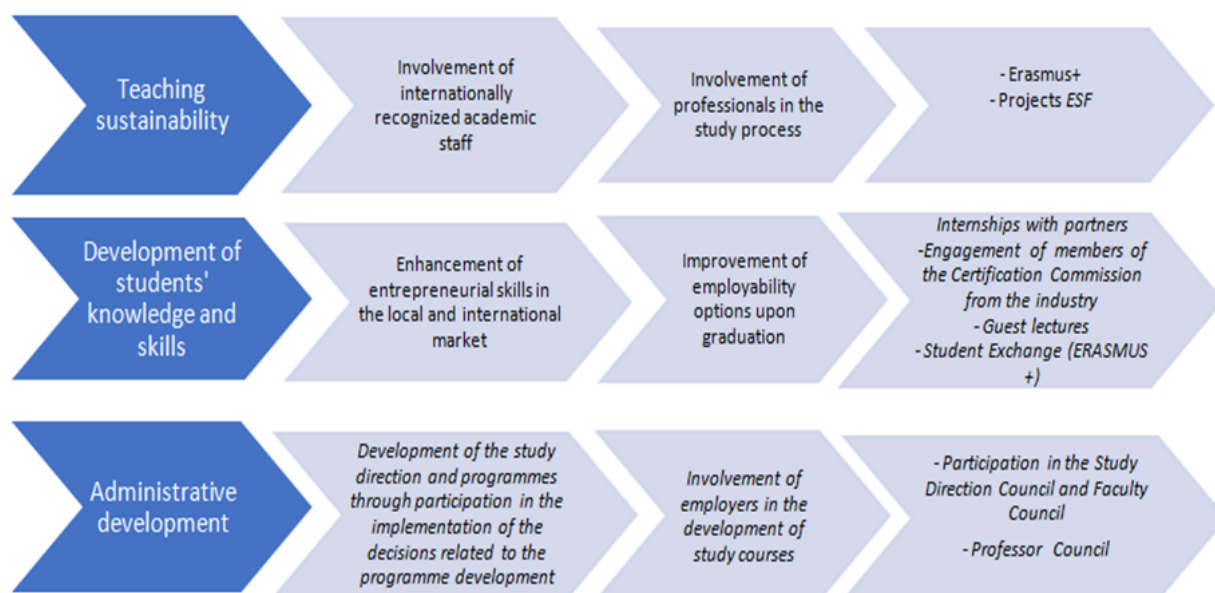 Teaching
sustainability
Involvement of
internationally
recognized academic
staff
Involvement of
professionals in the
study process
- Erasmus+
- Projects ESF
Development of
students'
knowledge and
skills
Enhancement of
entrepreneurial skills in
the local and international
market
Improvement of
employability
options upon
graduation
Internships with partners
-Engagement of members of
the Certification Commission
from the industry
- Guest lectures
- Student Exchange (ERASMUS
+)
Administrative
development
Development of the study
direction and programmes
through participation in the
implementation of the
decisions related to the
programme development
Involvement of
employers in the
development of
study courses
- Participation in the Study
Direction Council and Faculty
Council
- Professor Council